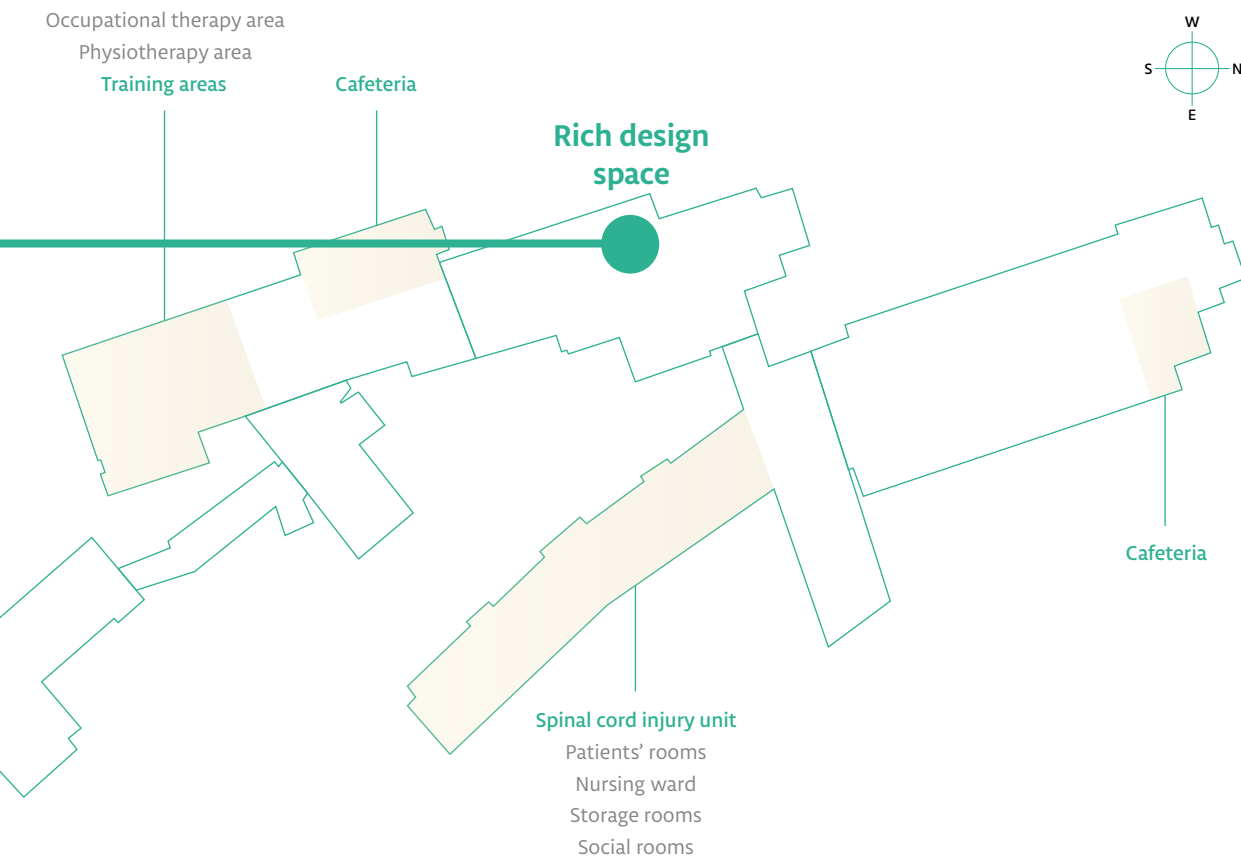 Occupational therapy area
Physiotherapy area
Training areas
Cafeteria
Rich design
space
W
S
N
E
Cafeteria
Spinal cord injury unit
Patients’ rooms
Nursing ward
Storage rooms
Social rooms